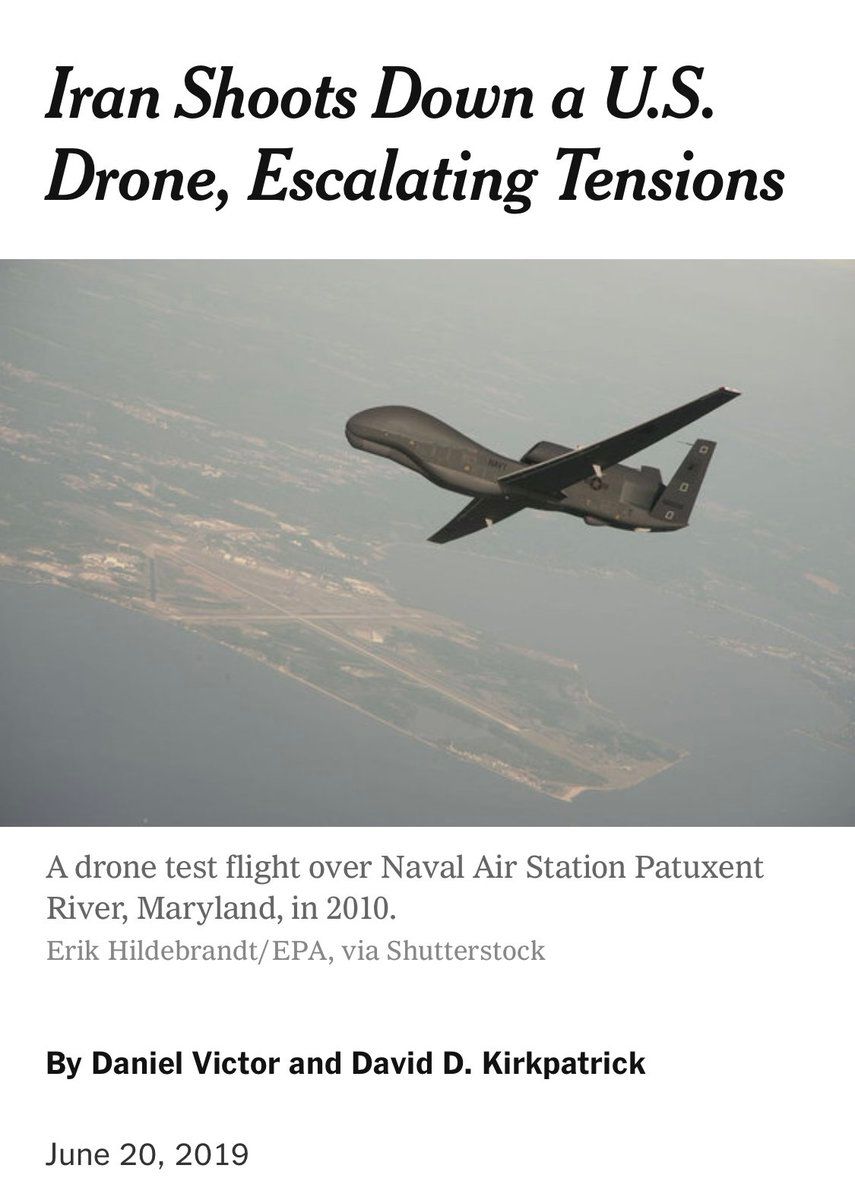 Iran Shoots Down a U.S.
Drone, Escalating Tensions
NAVY
A drone test flight over Naval Air Station Patuxent
River, Maryland, in 2010.
Erik Hildebrandt/EPA, via Shutterstock
By Daniel Victor and David D. Kirkpatrick
June 20, 2019